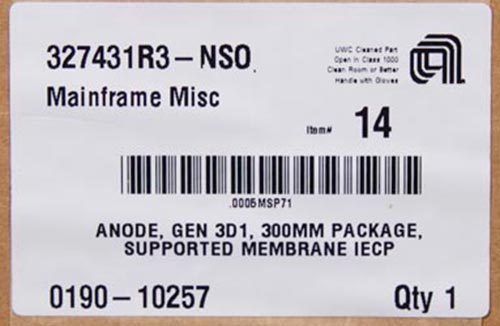 327431R3-NSO
UWC Cleaned Part
Open in Class 1000
Clean Room or Better
Handle with Gloves
Mainframe Misc
Item# 14
.0005MSP71
ANODE, GEN 3D1, 300MM PACKAGE,
SUPPORTED MEMBRANE IECP
0190-10257 Qty 1